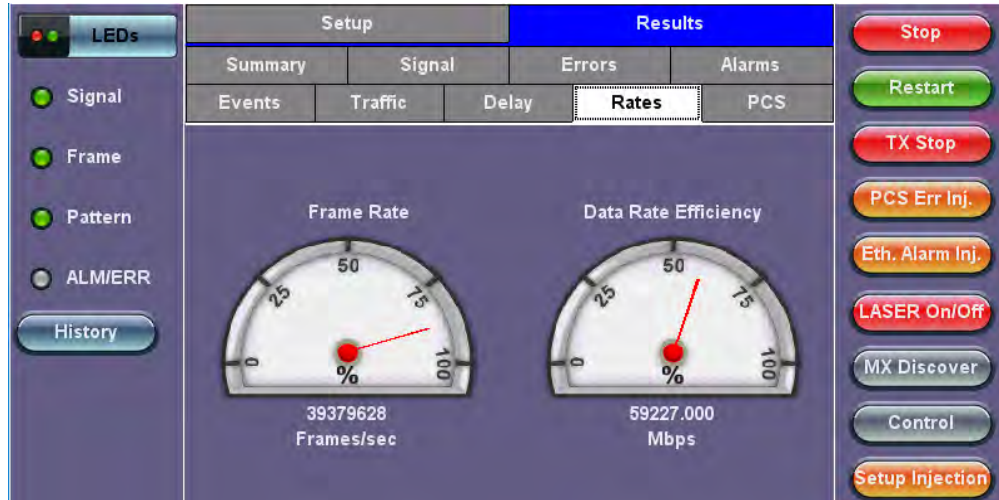 LEDs
Signal
Frame
Pattern
ALM/ERR
History
Setup Results
Summary Signal Errors Alarms
Events Traffic Delay Rates PCS
Frame Rate
0 25 50 75 100
%
39379628
Frames/sec
Data Rate Efficiency
0 25 50 75 100
%
59227.000
Mbps
Stop
Restart
TX Stop
PCS Err Inj.
Eth. Alarm Inj.
LASER On/Off
MX Discover
Control
Setup Injection